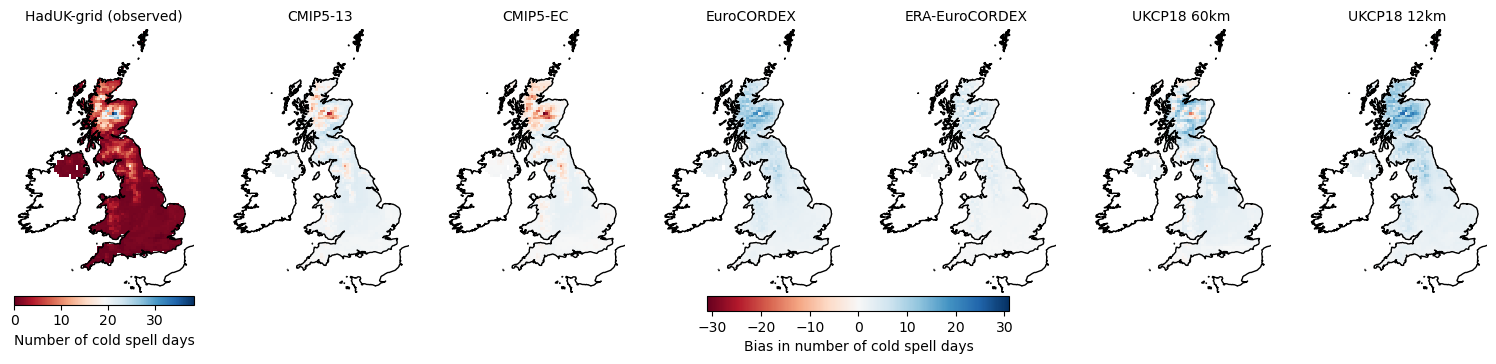 HadUK-grid (observed) CMIP5-13 CMIP5-EC EuroCORDEX ERA-EuroCORDEX UKCP18 60km UKCP18 12km
0 10 20 30
Number of cold spell days
−30 −20 −10 0 10 20 30
Bias in number of cold spell days